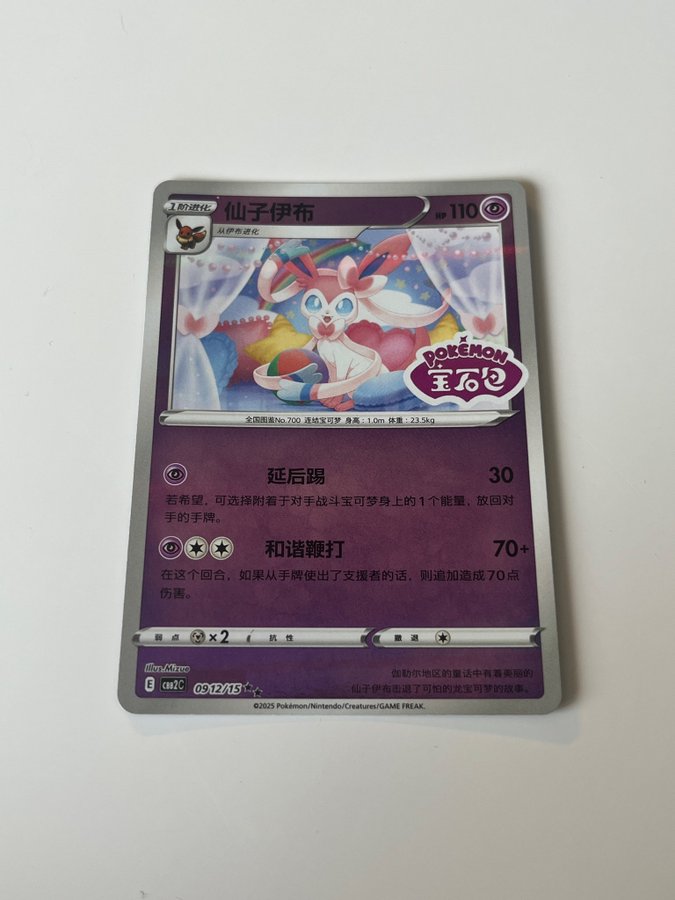 1阶进化
仙子伊布
HP 110
从伊布进化
POKÉMON
宝石包
全国图鉴No.700 连结宝可梦 身高：1.0m 体重：23.5kg
延后踢 30
若希望，可选择附着于对手战斗宝可梦身上的1个能量，放回对
手的手牌。
和谐鞭打 70+
在这个回合，如果从手牌使出了支援者的话，则追加造成70点
伤害。
弱点 ×2 抗性 撤退
Illus.Mizue
伽勒尔地区的童话中有着美丽的
E CBB2C 0912/15 ★★
仙子伊布击退了可怕的龙宝可梦的故事。
©2025 Pokémon/Nintendo/Creatures/GAME FREAK.